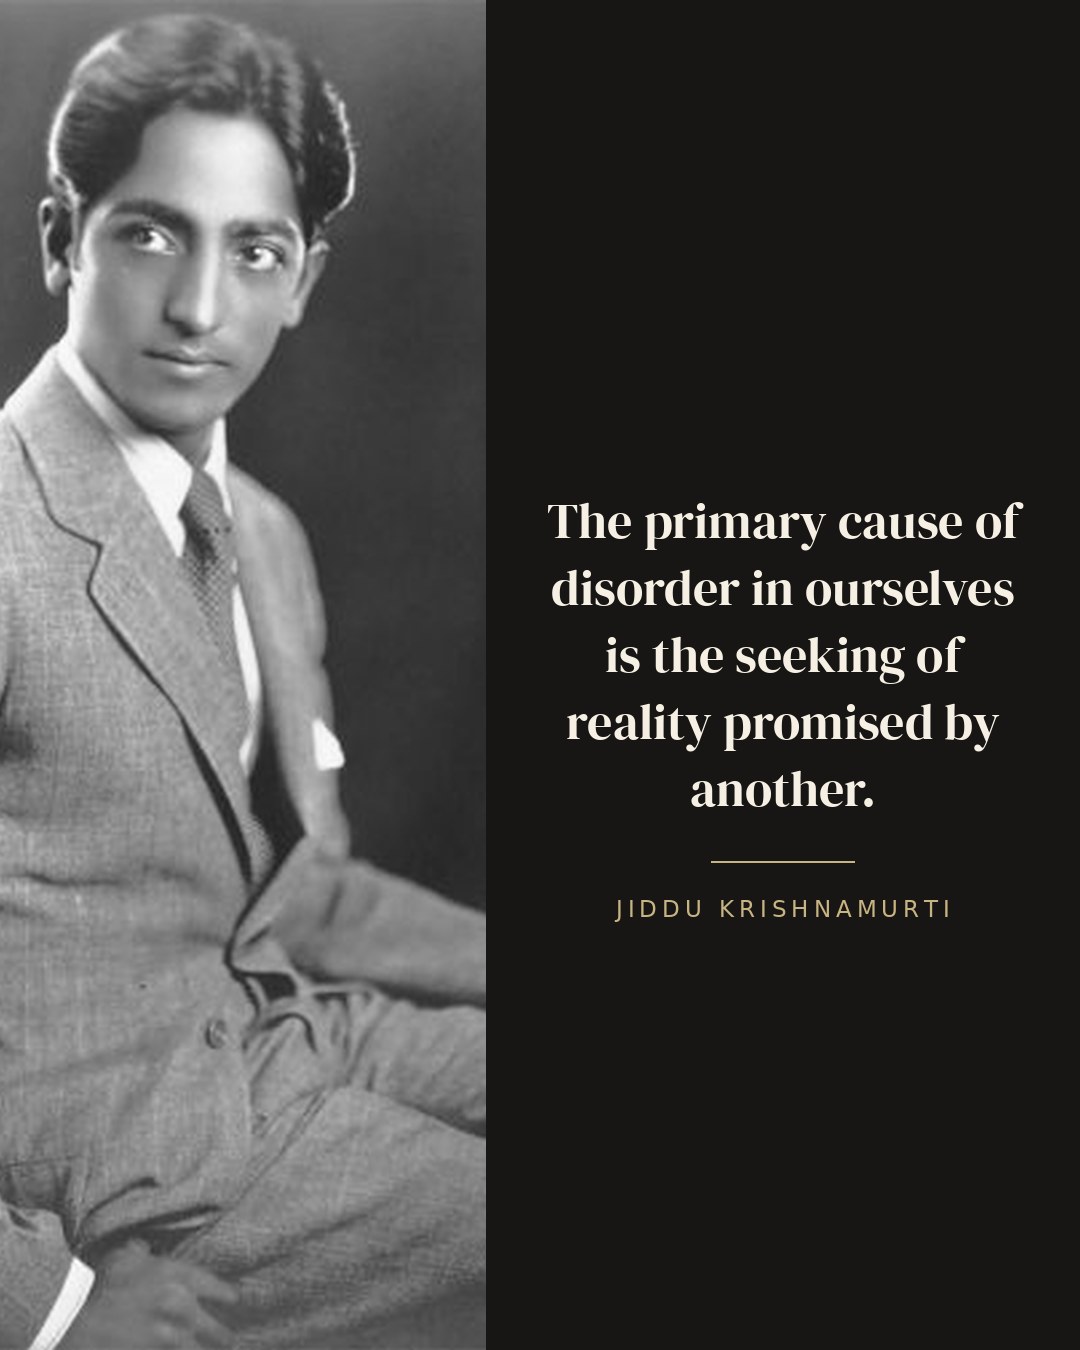 The primary cause of
disorder in ourselves
is the seeking of
reality promised by
another.
JIDDU KRISHNAMURTI